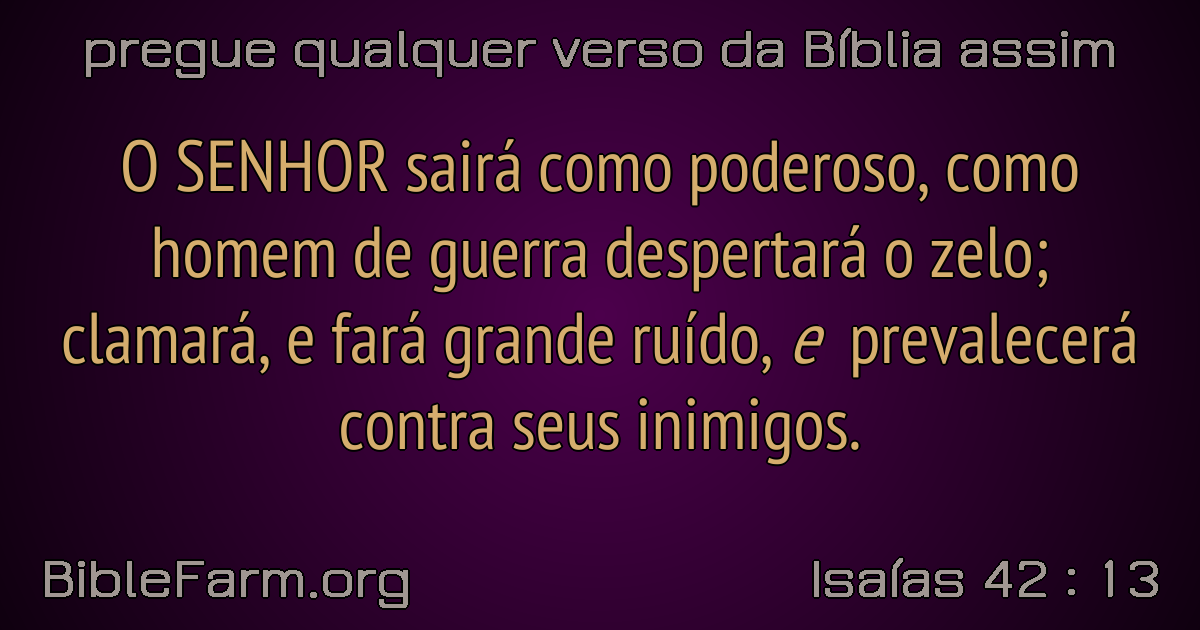 pregue qualquer verso da Bíblia assim
O SENHOR sairá como poderoso, como
homem de guerra despertará o zelo;
clamará, e fará grande ruído, e prevalecerá
contra seus inimigos.
BibleFarm.org
Isaías 42 : 13